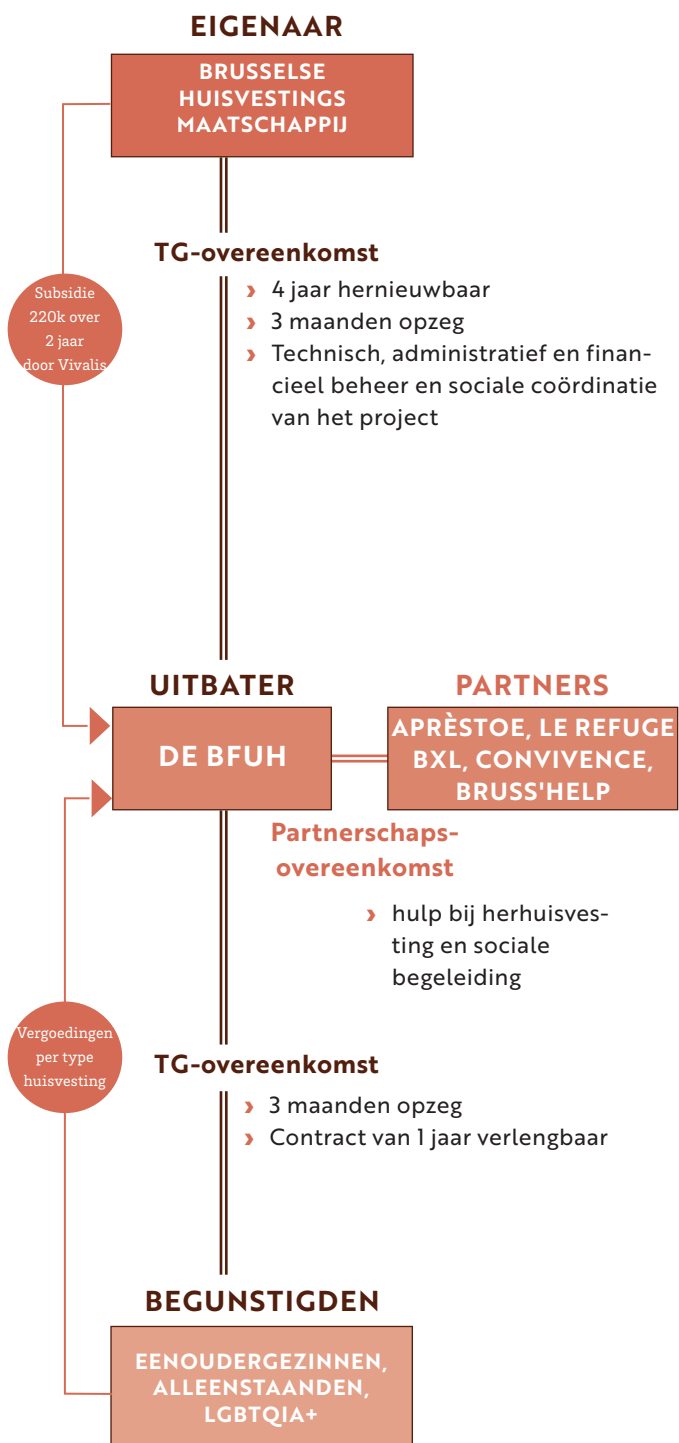 EIGENAAR
BRUSSELSE
HUISVESTINGS
MAATSCHAPPIJ
TG-overeenkomst
› 4 jaar hernieuwbaar
› 3 maanden opzeg
› Technisch, administratief en finan-
cieel beheer en sociale coördinatie
van het project
Subsidie
220k over
2 jaar
door Vivalis
UITBATER
DE BFUH
PARTNERS
APRÈSTOE, LE REFUGE
BXL, CONVIVENCE,
BRUSS'HELP
Partnerschaps-
overeenkomst
› hulp bij herhuisves-
ting en sociale
begeleiding
Vergoedingen
per type
huisvesting
TG-overeenkomst
› 3 maanden opzeg
› Contract van 1 jaar verlengbaar
BEGUNSTIGDEN
EENOUDERGEZINNEN,
ALLEENSTAANDEN,
LGBTQIA+